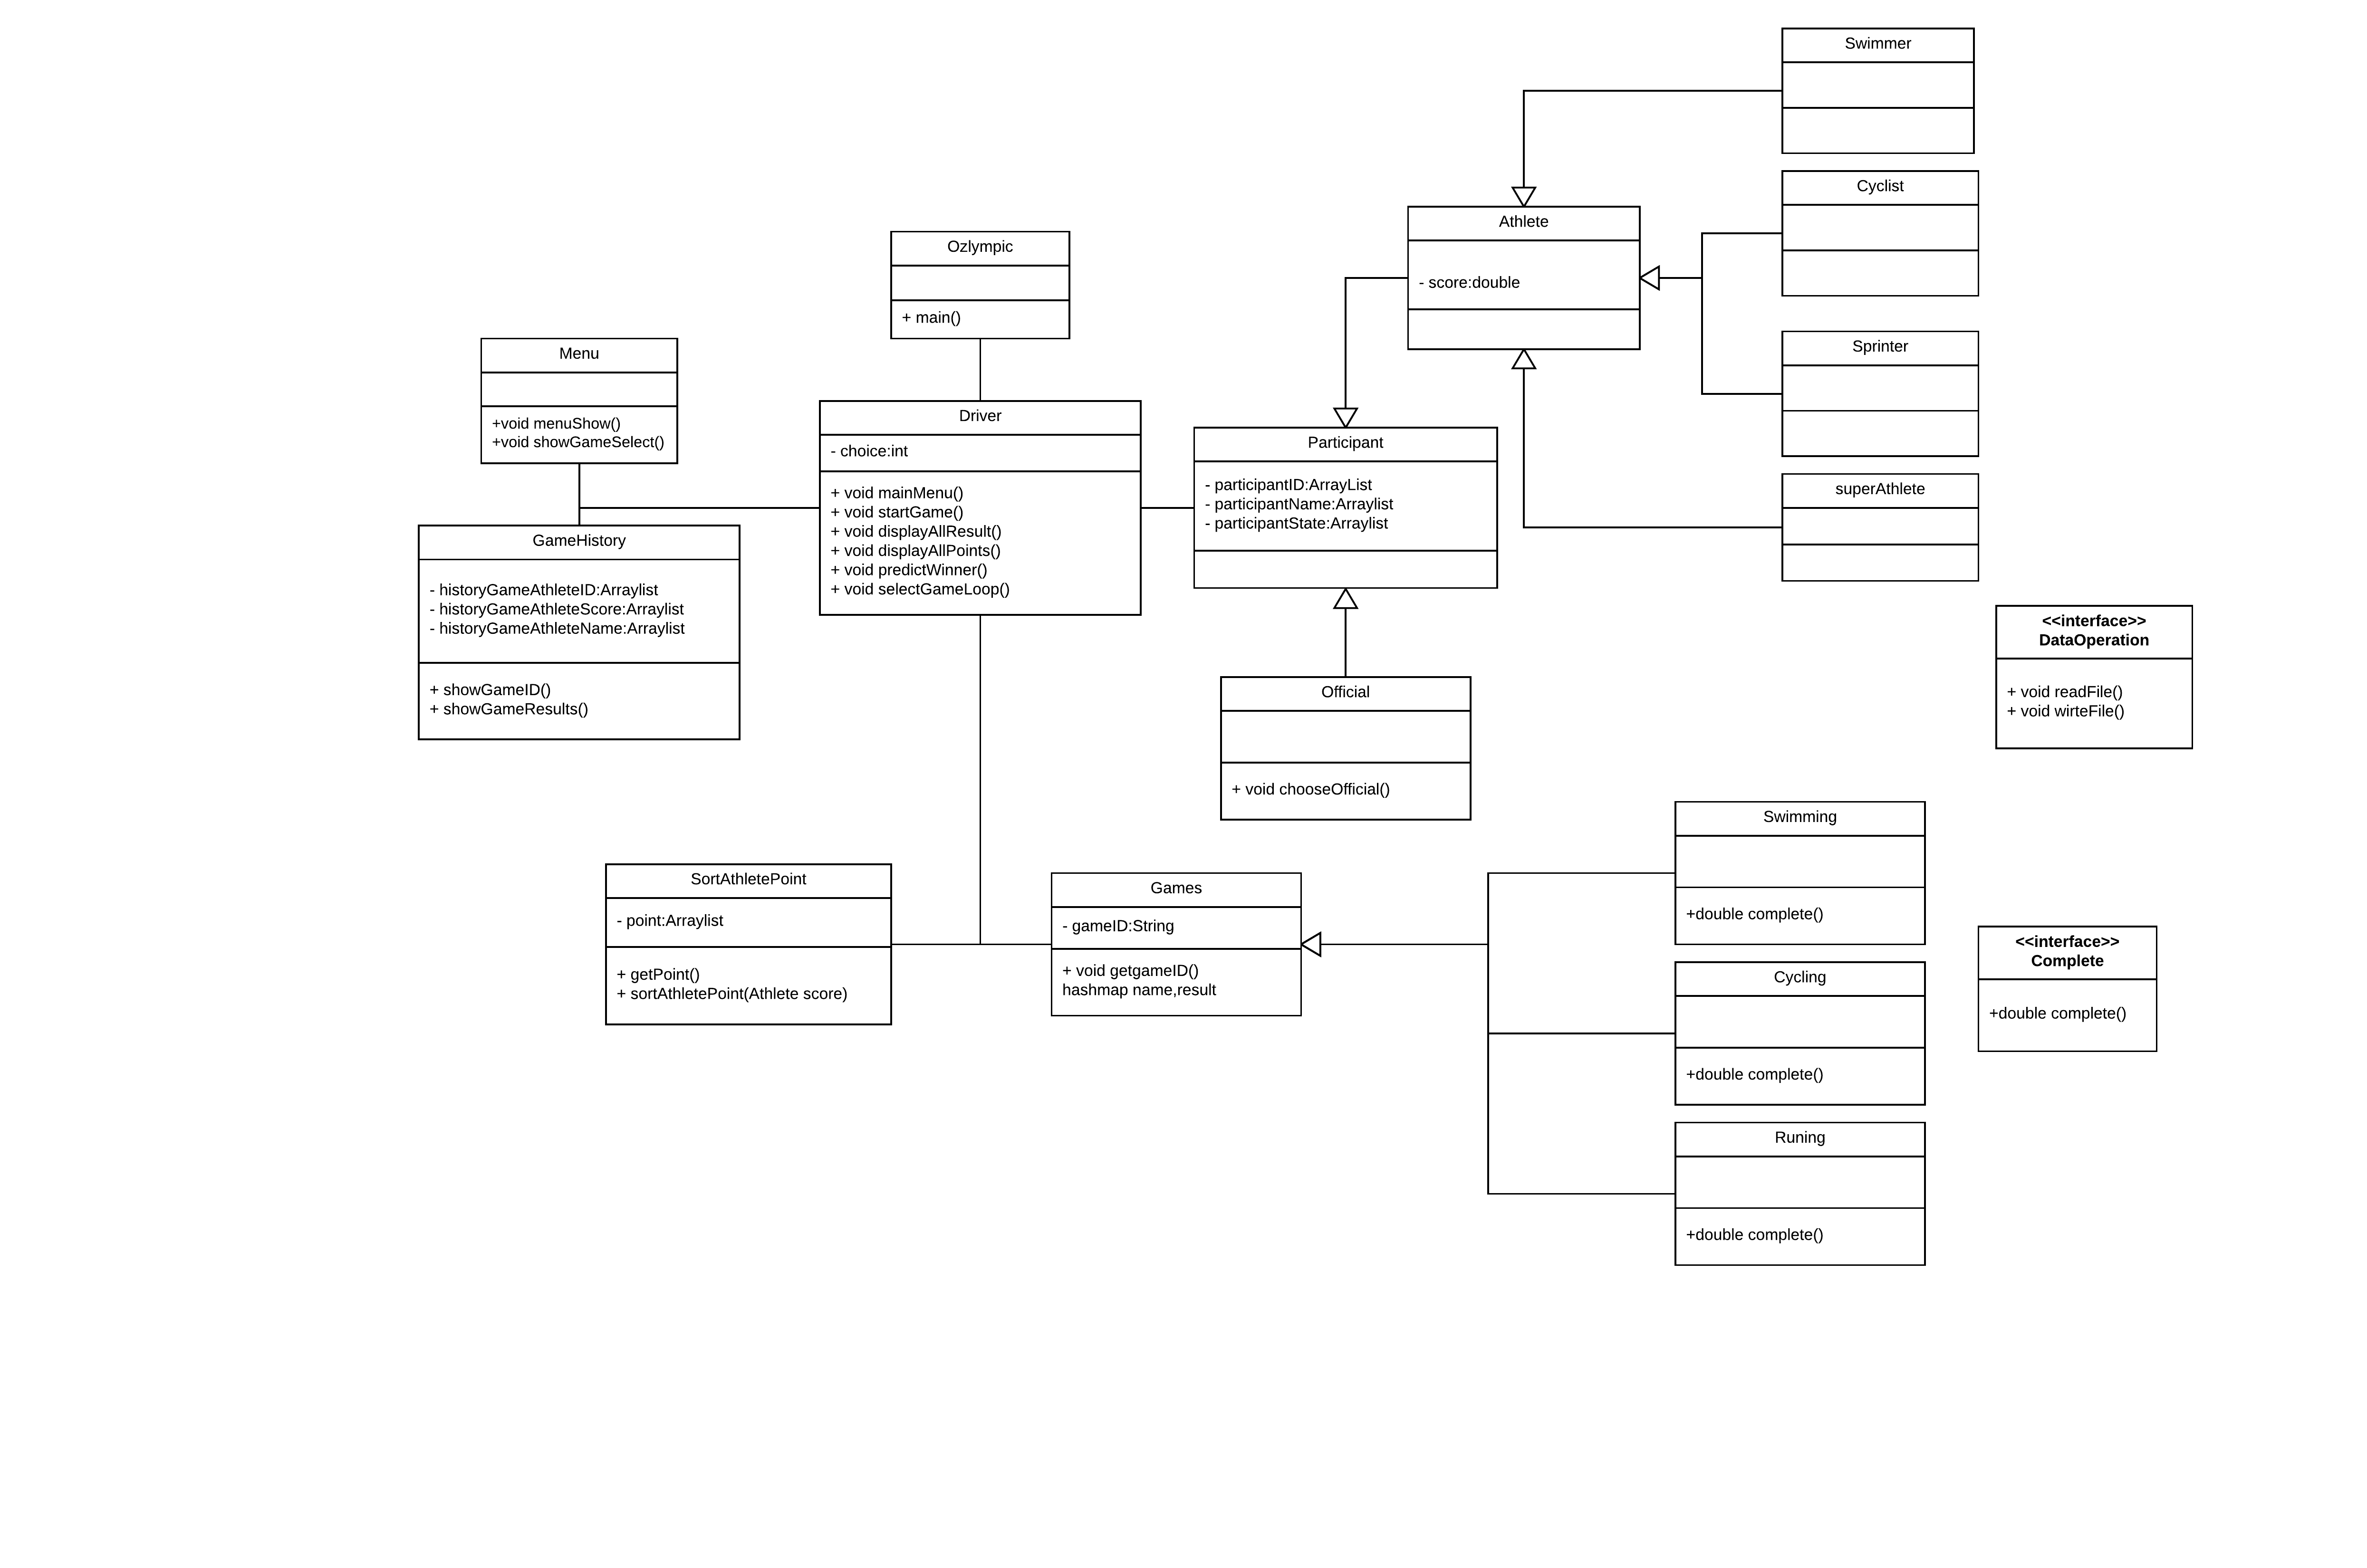 Swimmer
Cyclist
Athlete
- score:double
Ozlympic
+ main()
Sprinter
Menu
+void menuShow()
+void showGameSelect()
Driver
- choice:int
+ void mainMenu()
+ void startGame()
+ void displayAllResult()
+ void displayAllPoints()
+ void predictWinner()
+ void selectGameLoop()
Participant
- participantID:ArrayList
- participantName:Arraylist
- participantState:Arraylist
superAthlete
GameHistory
- historyGameAthleteID:Arraylist
- historyGameAthleteScore:Arraylist
- historyGameAthleteName:Arraylist
+ showGameID()
+ showGameResults()
<<interface>>
DataOperation
+ void readFile()
+ void wirteFile()
Official
+ void chooseOfficial()
Swimming
+double complete()
SortAthletePoint
- point:Arraylist
+ getPoint()
+ sortAthletePoint(Athlete score)
Games
- gameID:String
+ void getgameID()
hashmap name,result
<<interface>>
Complete
+double complete()
Cycling
+double complete()
Runing
+double complete()